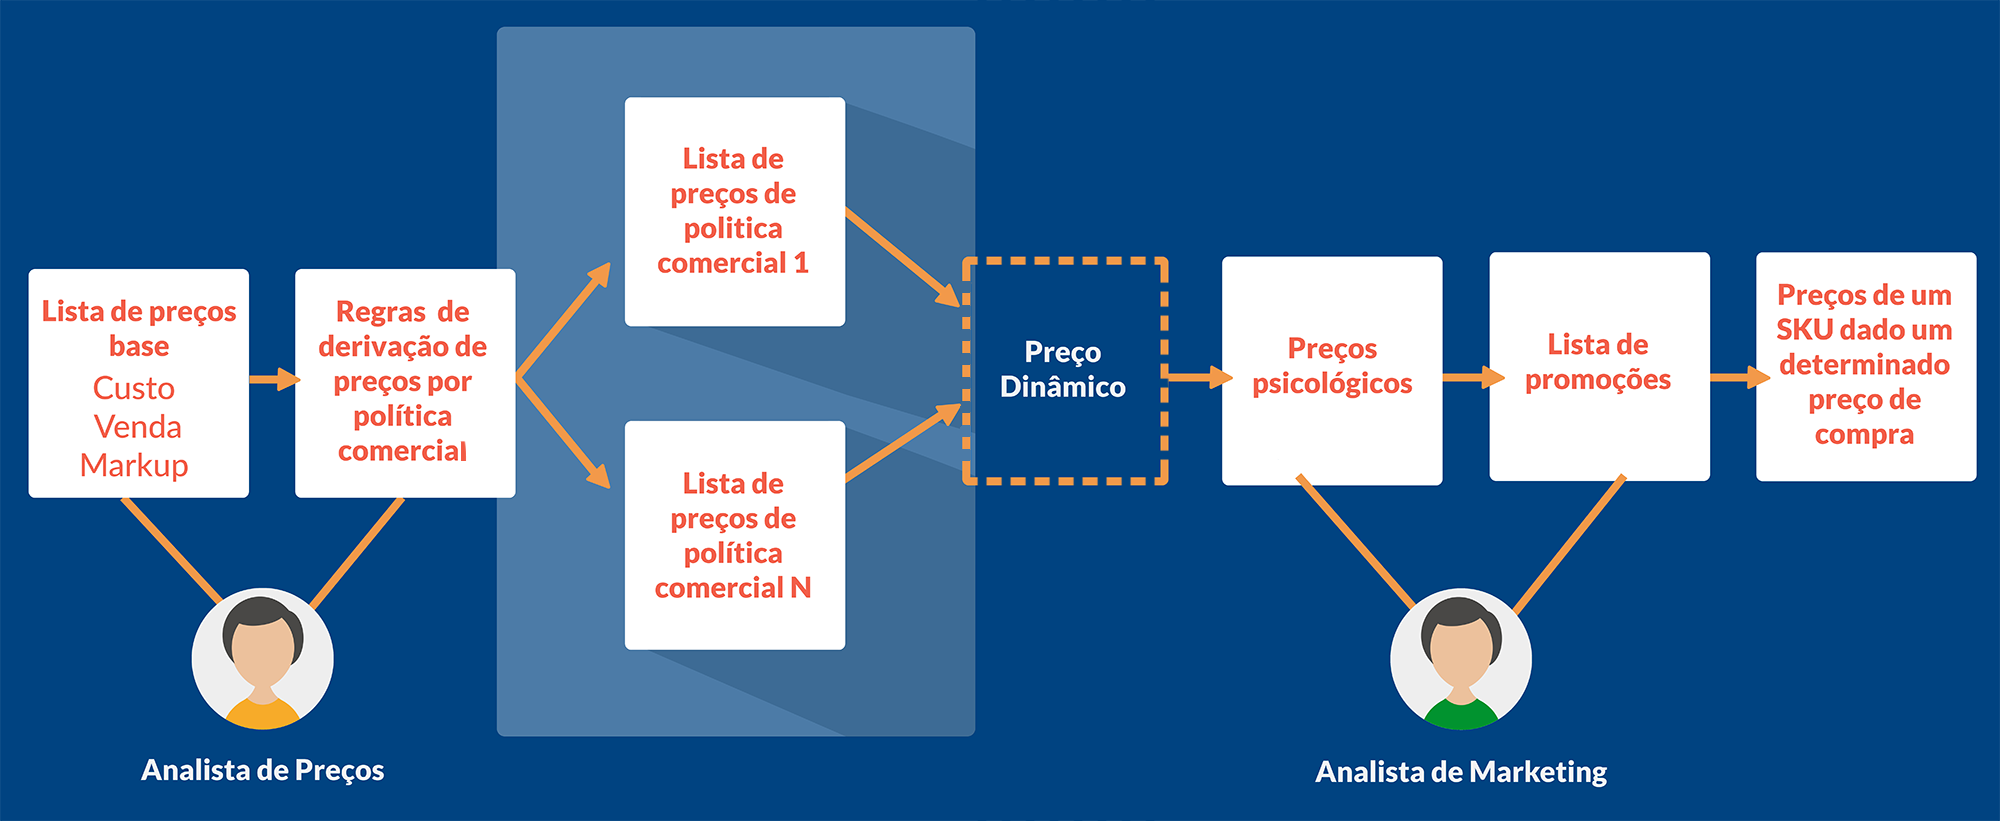 Lista de preços
base
Custo
Venda
Markup
Regras de
derivação de
preços por
política
comercial
Lista de
preços de
politica
comercial 1
Lista de
preços de
política
comercial N
Preço
Dinâmico
Preços
psicológicos
Lista de
promoções
Preços de um
SKU dado um
determinado
preço de
compra
Analista de Preços
Analista de Marketing